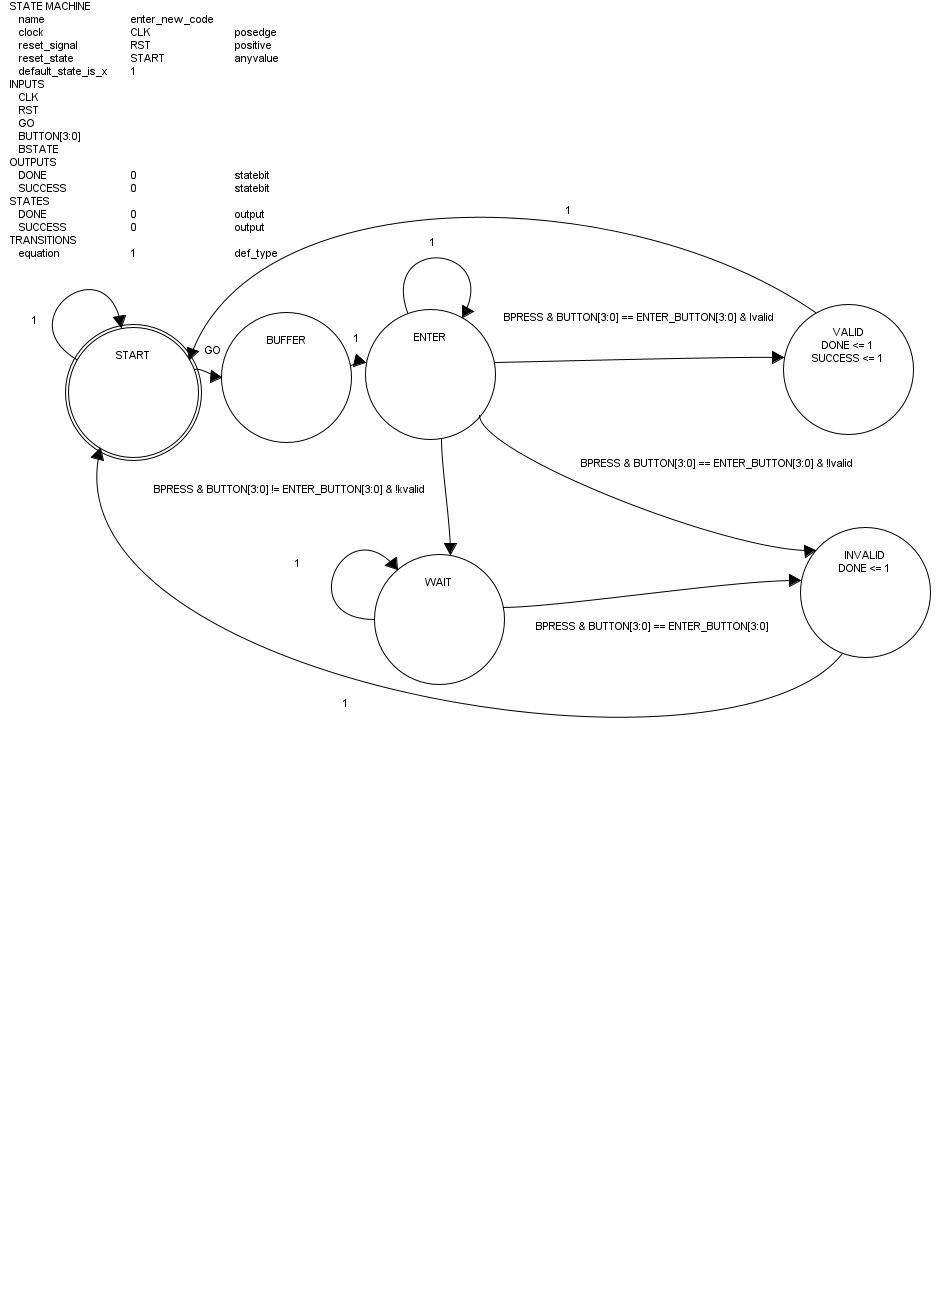 STATE MACHINE
name enter_new_code
clock CLK posedge
reset_signal RST positive
reset_state START anyvalue
default_state_is_x 1
INPUTS
CLK
RST
GO
BUTTON[3:0]
BSTATE
OUTPUTS
DONE 0 statebit
SUCCESS 0 statebit
STATES
DONE 0 output
SUCCESS 0 output
TRANSITIONS
equation 1 def_type
1
1
1
START
GO
BUFFER
1
ENTER
BPRESS & BUTTON[3:0] == ENTER_BUTTON[3:0] & lvalid
VALID
DONE <= 1
SUCCESS <= 1
BPRESS & BUTTON[3:0] == ENTER_BUTTON[3:0] & !lvalid
BPRESS & BUTTON[3:0] != ENTER_BUTTON[3:0] & !kvalid
1
WAIT
INVALID
DONE <= 1
BPRESS & BUTTON[3:0] == ENTER_BUTTON[3:0]
1